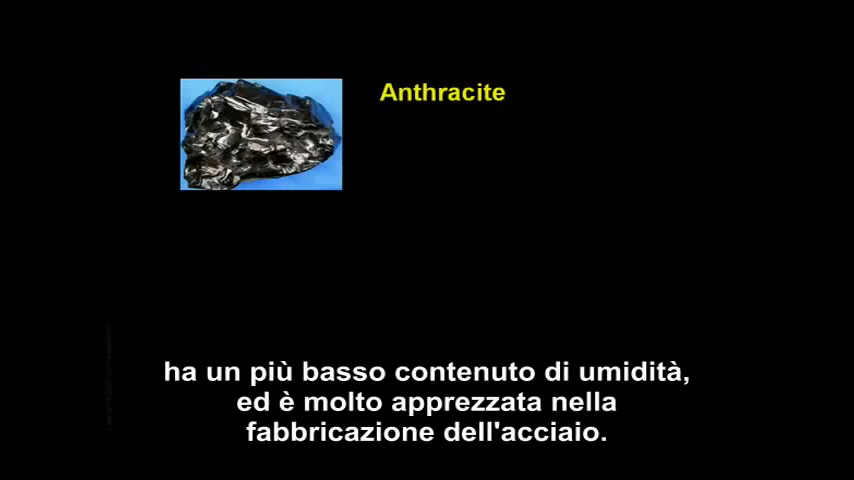 Anthracite
ha un più basso contenuto di umidità,
ed è molto apprezzata nella
fabbricazione dell'acciaio.